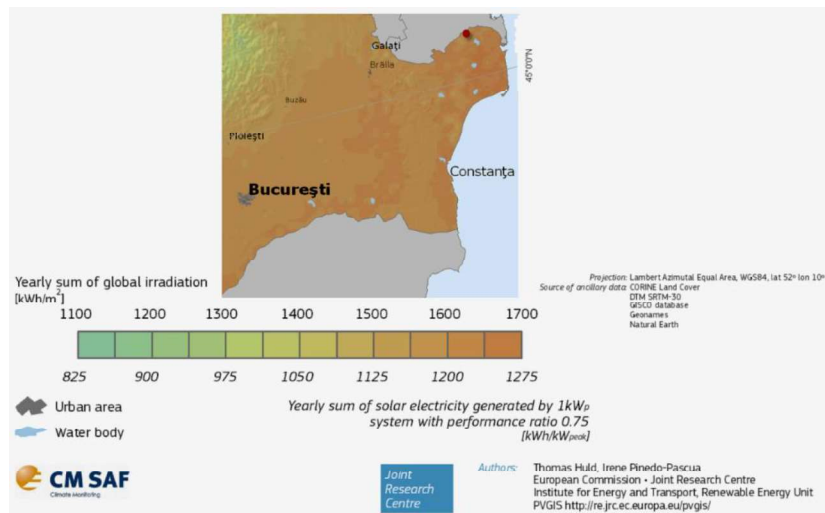 Galaţi
Brăila
45°0'0"N
Buzău
Ploieşti
Constanţa
Bucureşti
Yearly sum of global irradiation
[kWh/m²]
Projection: Lambert Azimutal Equal Area, WGS84, lat 52° lon 10°
Source of ancillary data: CORINE Land Cover
DTM SRTM-30
GISCO database
Geonames
Natural Earth
1100 1200 1300 1400 1500 1600 1700
825 900 975 1050 1125 1200 1275
Urban area
Water body
Yearly sum of solar electricity generated by 1kWp
system with performance ratio 0.75
[kWh/kWpeak]
CM SAF
Climate Monitoring
Joint
Research
Centre
Authors: Thomas Huld, Irene Pinedo-Pascua
European Commission • Joint Research Centre
Institute for Energy and Transport, Renewable Energy Unit
PVGIS http://re.jrc.ec.europa.eu/pvgis/